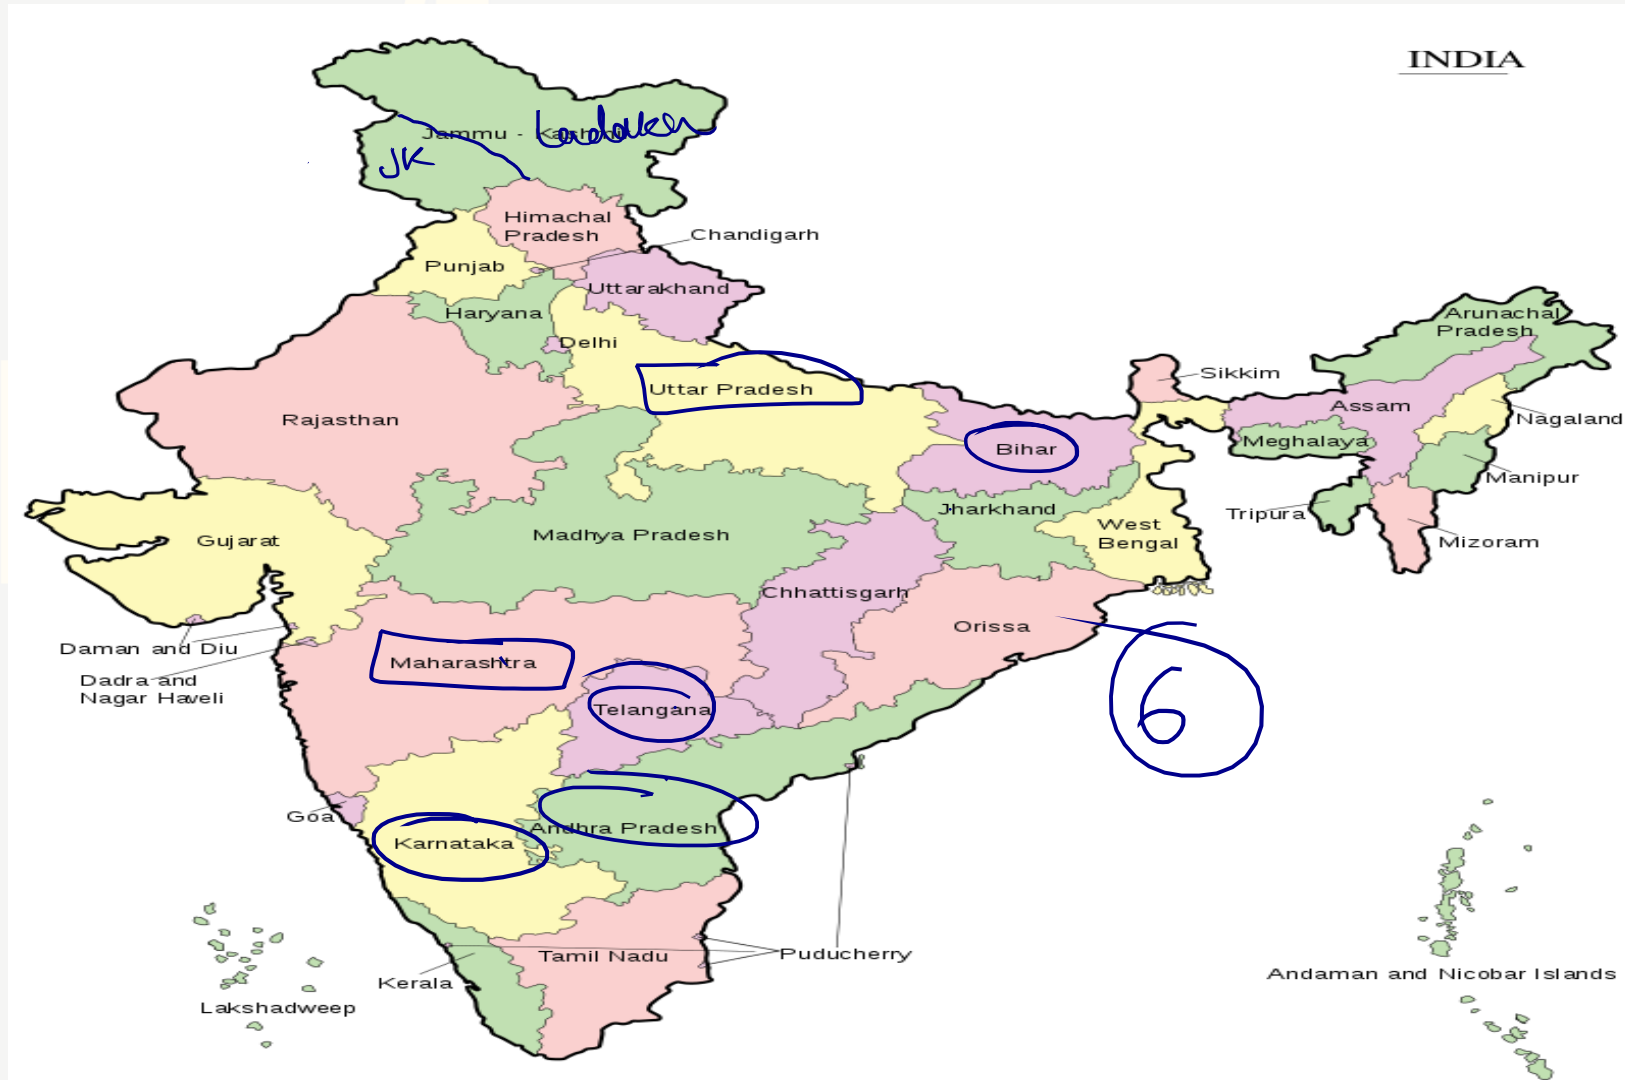 INDIA
Jammu - Kashmir
JK
Himachal
Pradesh
Chandigarh
Punjab
Uttarakhand
Haryana
Delhi
Uttar Pradesh
Rajasthan
Bihar
Sikkim
Arunachal
Pradesh
Assam
Nagaland
Meghalaya
Manipur
Tripura
Mizoram
Jharkhand
West
Bengal
Gujarat
Madhya Pradesh
Chhattisgarh
Orissa
6
Daman and Diu
Dadra and
Nagar Haveli
Maharashtra
Telangana
Goa
Karnataka
Andhra Pradesh
Tamil Nadu
Puducherry
Kerala
Lakshadweep
Andaman and Nicobar Islands